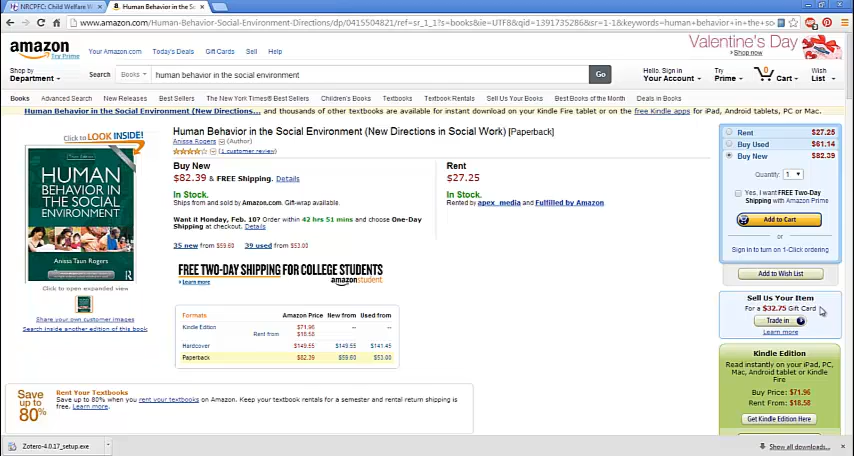 NRCPFC: Child Welfare W
Human Behavior in the So
www.amazon.com/Human-Behavior-Social-Environment-Directions/dp/0415504821/ref=sr_1_1?s=books&ie=UTF8&qid=1391735286&sr=1-1&keywords=human+behavior+in+the+soc
amazon
Try Prime
Your Amazon.com Today's Deals Gift Cards Sell Help
Valentine's Day
Shop now
Shop by
Department
Search Books human behavior in the social environment Go
Hello. Sign in
Your Account
Try
Prime
0
Cart
Wish
List
Books Advanced Search New Releases Best Sellers The New York Times® Best Sellers Children's Books Textbooks Textbook Rentals Sell Us Your Books Best Books of the Month Deals in Books
Human Behavior in the Social Environment (New Directions... and thousands of other textbooks are available for instant download on your Kindle Fire tablet or on the free Kindle apps for iPad, Android tablets, PC or Mac.
Click to LOOK INSIDE!
HUMAN
BEHAVIOR IN
THE SOCIAL
ENVIRONMENT
Anissa Taun Rogers
Click to open expanded view
Share your own customer images
Search inside another edition of this book
Human Behavior in the Social Environment (New Directions in Social Work) [Paperback]
Anissa Rogers (Author)
(1 customer review)
Buy New
$82.39 & FREE Shipping. Details
In Stock.
Ships from and sold by Amazon.com. Gift-wrap available.
Want it Monday, Feb. 10? Order within 42 hrs 51 mins and choose One-Day
Shipping at checkout. Details
35 new from $59.60 39 used from $53.00
Rent
$27.25
In Stock.
Rented by apex_media and Fulfilled by Amazon
FREE TWO-DAY SHIPPING FOR COLLEGE STUDENTS
Learn more
amazonstudent
Formats Amazon Price New from Used from
Kindle Edition $71.96 -- --
Rent from $18.58
Hardcover $149.55 $149.55 $141.45
Paperback $82.39 $59.60 $53.00
Save
up to
80%
Rent Your Textbooks
Save up to 80% when you rent your textbooks on Amazon. Keep your textbook rentals for a semester and rental return shipping is
free. Learn more.
Rent $27.25
Buy Used $61.14
Buy New $82.39
Quantity: 1
Yes, I want FREE Two-Day
Shipping with Amazon Prime
Add to Cart
or
Sign in to turn on 1-Click ordering
Add to Wish List
Sell Us Your Item
For a $32.75 Gift Card
Trade in
Learn more
Kindle Edition
Read instantly on your iPad, PC,
Mac, Android tablet or Kindle
Fire
Buy Price: $71.96
Rent From: $18.58
Get Kindle Edition Here
Zotero-4.0.17_setup.exe
Show all downloads...